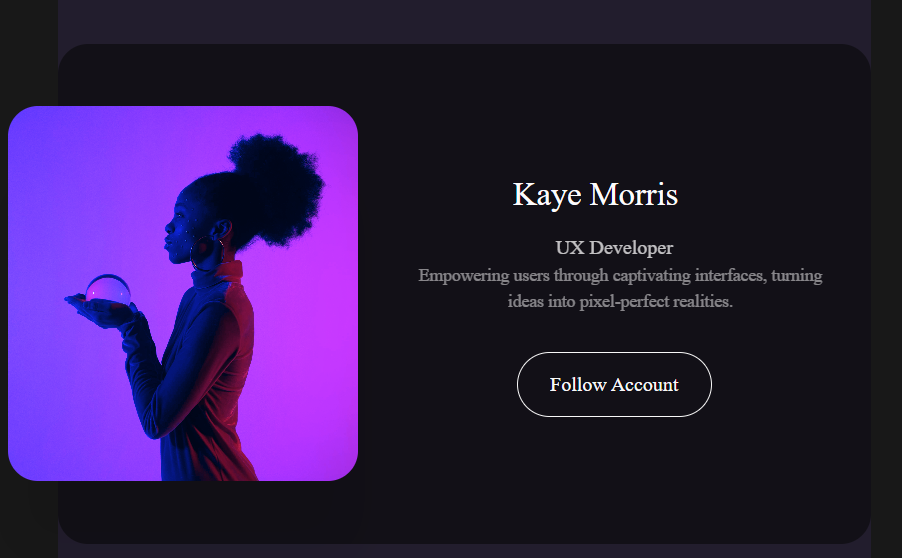 Kaye Morris
UX Developer
Empowering users through captivating interfaces, turning
ideas into pixel-perfect realities.
Follow Account